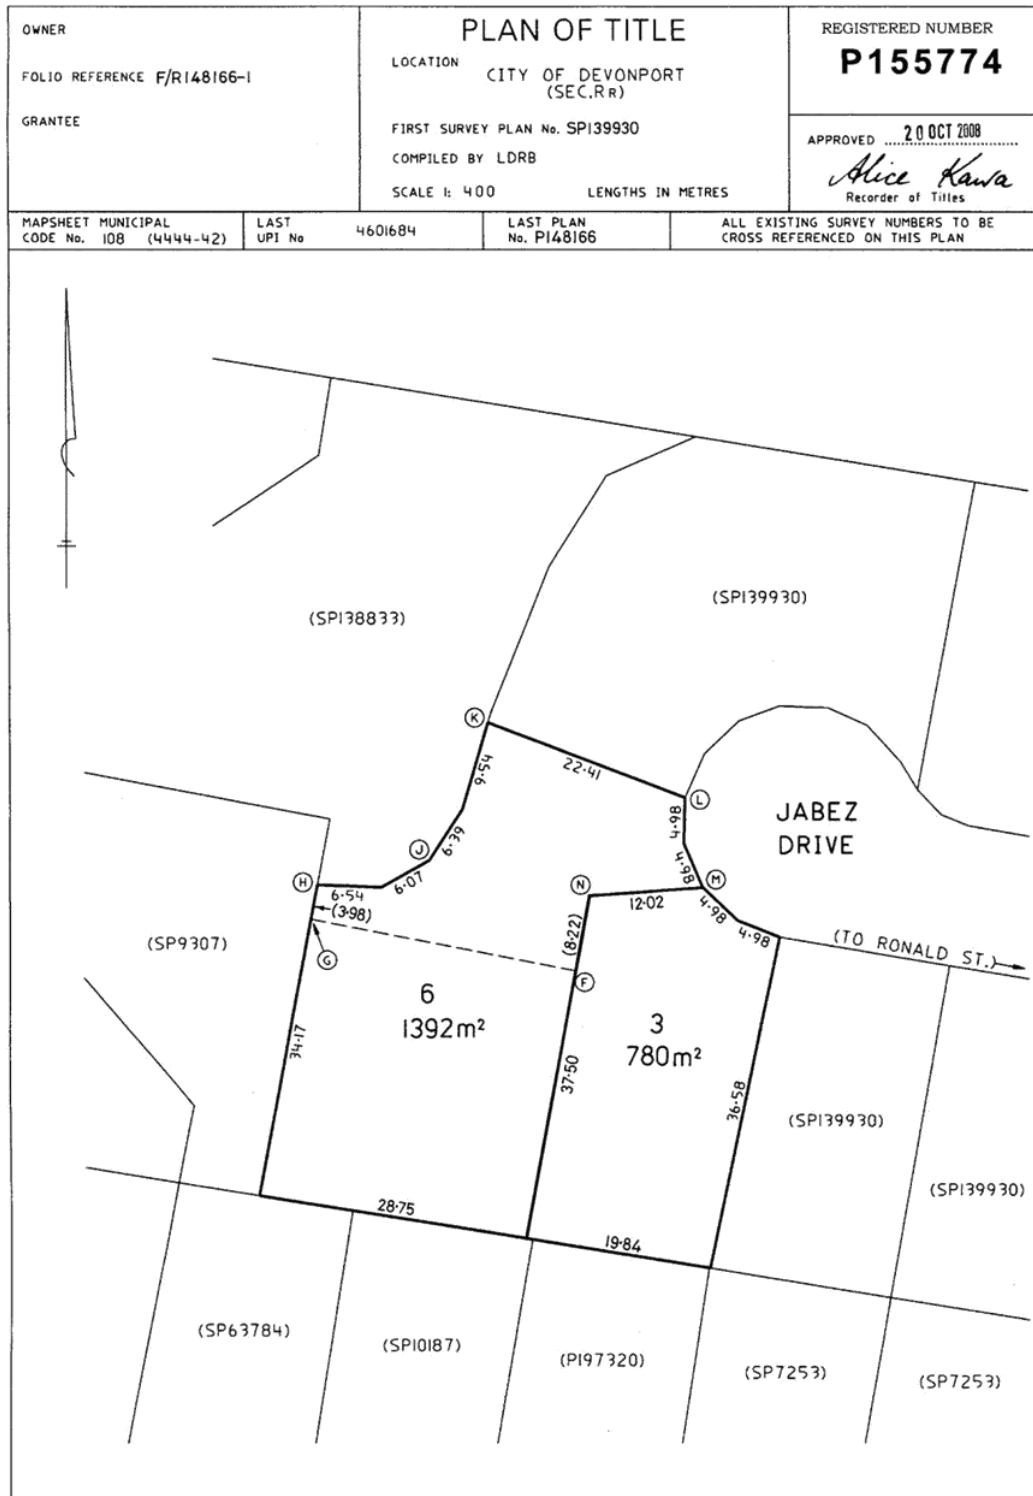 OWNER
FOLIO REFERENCE F/R148166-1
GRANTEE
PLAN OF TITLE
LOCATION
CITY OF DEVONPORT
(SEC.RR)
FIRST SURVEY PLAN No. SP139930
COMPILED BY LDRB
SCALE 1: 400 LENGTHS IN METRES
REGISTERED NUMBER
P155774
APPROVED 20 OCT 2008
Alice Kawa
Recorder of Titles
MAPSHEET MUNICIPAL
CODE No. 108 (4444-42)
LAST
UPI No 4601684
LAST PLAN
No. P148166
ALL EXISTING SURVEY NUMBERS TO BE
CROSS REFERENCED ON THIS PLAN
(SP138833)
(SP139930)
K
22·41
9·54
L
JABEZ
DRIVE
4·98
J
6·39
4·98
H
6·54
6·07
N
M
12·02
4·98
4·98
(3·98)
(8·22)
(TO RONALD ST.)
(SP9307)
G
F
6
1392m²
3
780m²
34·17
37·50
36·58
(SP139930)
(SP139930)
28·75
19·84
(SP63784)
(SP10187)
(P197320)
(SP7253)
(SP7253)